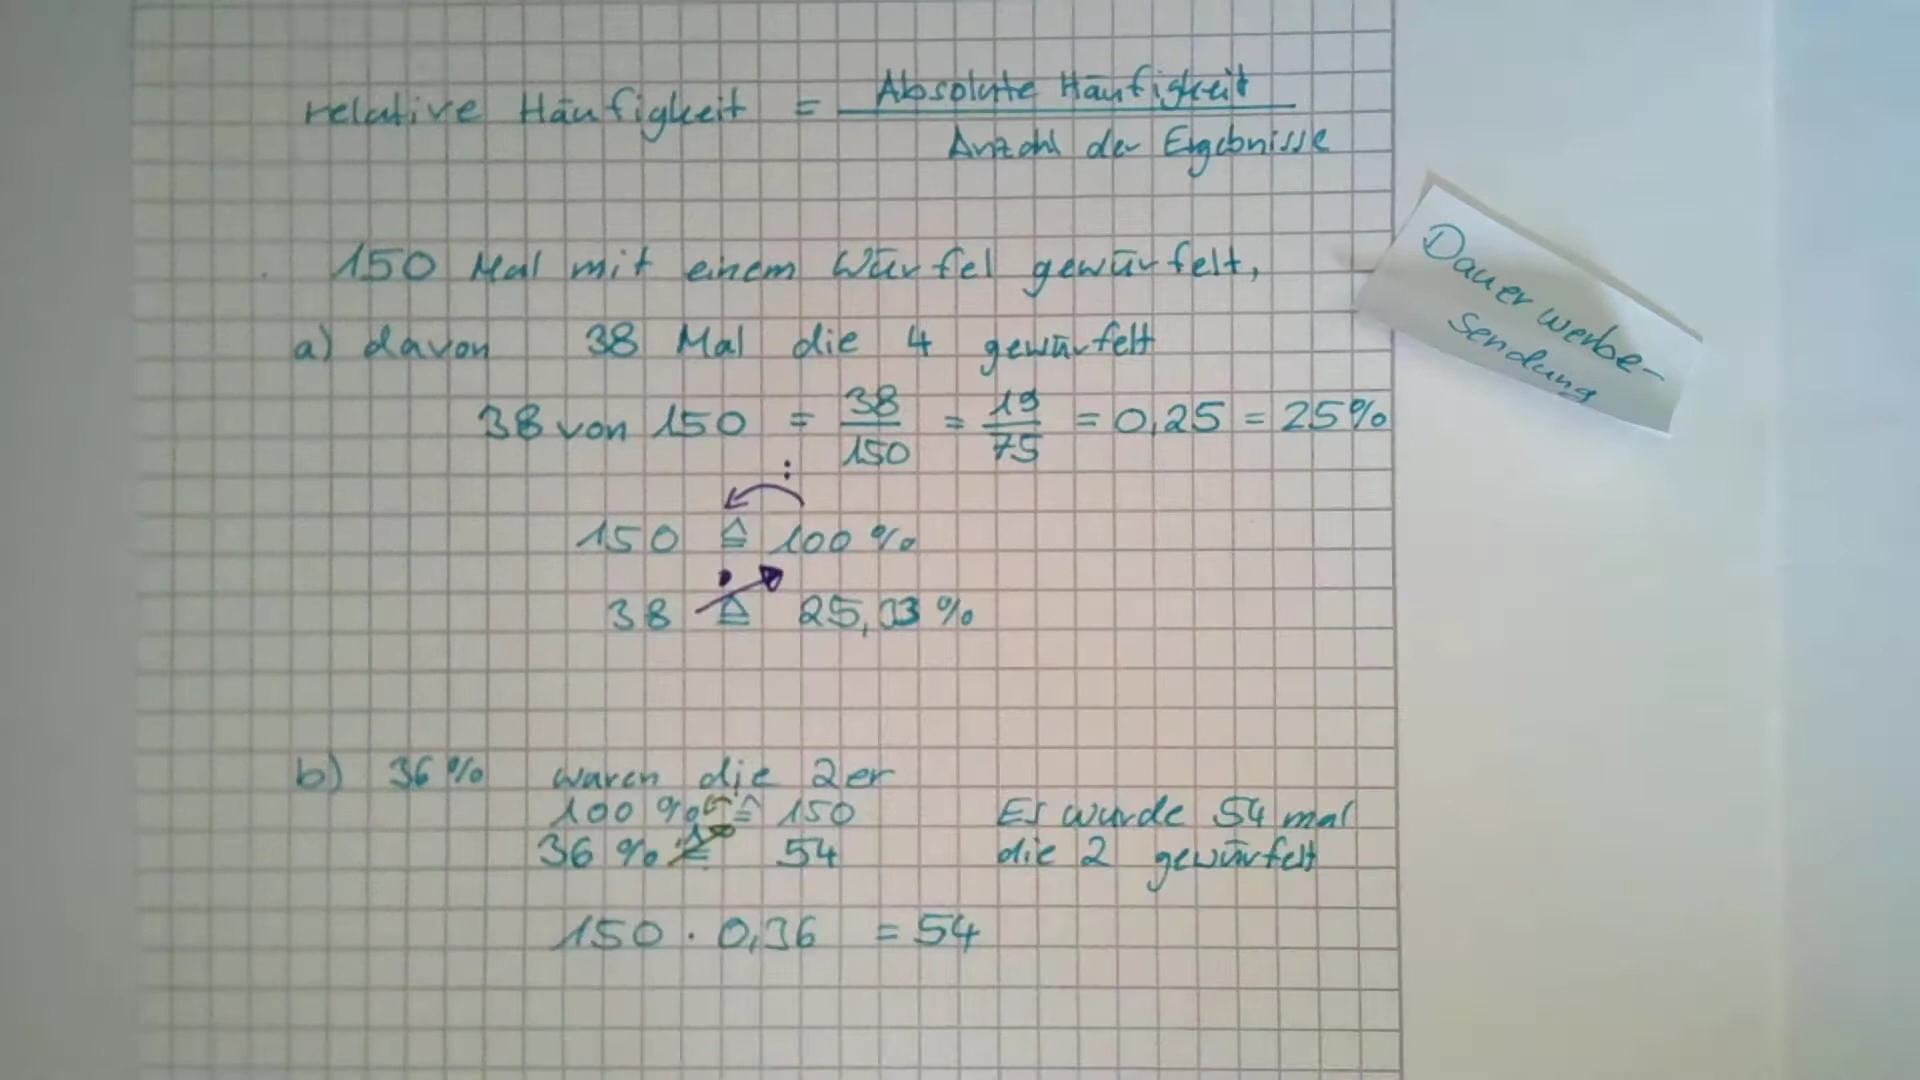 relative Häufigkeit = Absolute Häufigkeit
Anzahl der Ergebnisse
150 Mal mit einem Würfel gewürfelt,
a) davon 38 Mal die 4 gewürfelt
38 von 150 = 38/150 = 19/75 = 0,25 = 25%
:
150 ≙ 100 %
·
38 ≙ 25,33 %
b) 36% waren die 2er
100 % ≙ 150
36 % ≙ 54
150 · 0,36 = 54
Es wurde 54 mal
die 2 gewürfelt
Dauerwerbe-
sendung